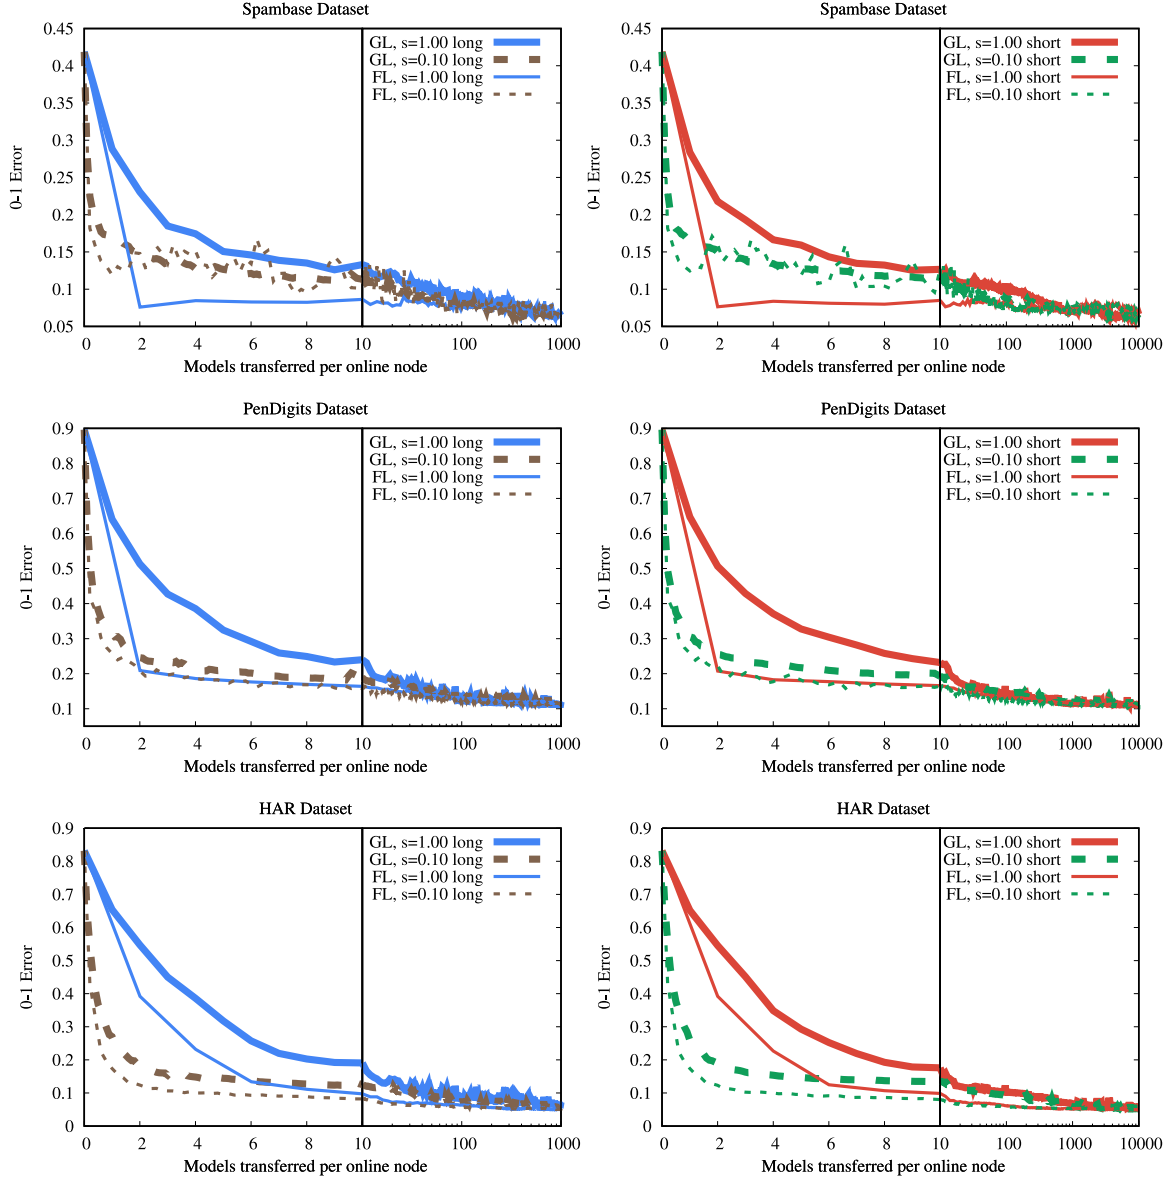 Spambase Dataset
0.45
0.4
0.35
0.3
0.25
0.2
0.15
0.1
0.05
0-1 Error
GL, s=1.00 long
GL, s=0.10 long
FL, s=1.00 long
FL, s=0.10 long
0 2 4 6 8 10 100 1000
Models transferred per online node
Spambase Dataset
0.45
0.4
0.35
0.3
0.25
0.2
0.15
0.1
0.05
0-1 Error
GL, s=1.00 short
GL, s=0.10 short
FL, s=1.00 short
FL, s=0.10 short
0 2 4 6 8 10 100 1000 10000
Models transferred per online node
PenDigits Dataset
0.9
0.8
0.7
0.6
0.5
0.4
0.3
0.2
0.1
0-1 Error
GL, s=1.00 long
GL, s=0.10 long
FL, s=1.00 long
FL, s=0.10 long
0 2 4 6 8 10 100 1000
Models transferred per online node
PenDigits Dataset
0.9
0.8
0.7
0.6
0.5
0.4
0.3
0.2
0.1
0-1 Error
GL, s=1.00 short
GL, s=0.10 short
FL, s=1.00 short
FL, s=0.10 short
0 2 4 6 8 10 100 1000 10000
Models transferred per online node
HAR Dataset
0.9
0.8
0.7
0.6
0.5
0.4
0.3
0.2
0.1
0
0-1 Error
GL, s=1.00 long
GL, s=0.10 long
FL, s=1.00 long
FL, s=0.10 long
0 2 4 6 8 10 100 1000
Models transferred per online node
HAR Dataset
0.9
0.8
0.7
0.6
0.5
0.4
0.3
0.2
0.1
0
0-1 Error
GL, s=1.00 short
GL, s=0.10 short
FL, s=1.00 short
FL, s=0.10 short
0 2 4 6 8 10 100 1000 10000
Models transferred per online node